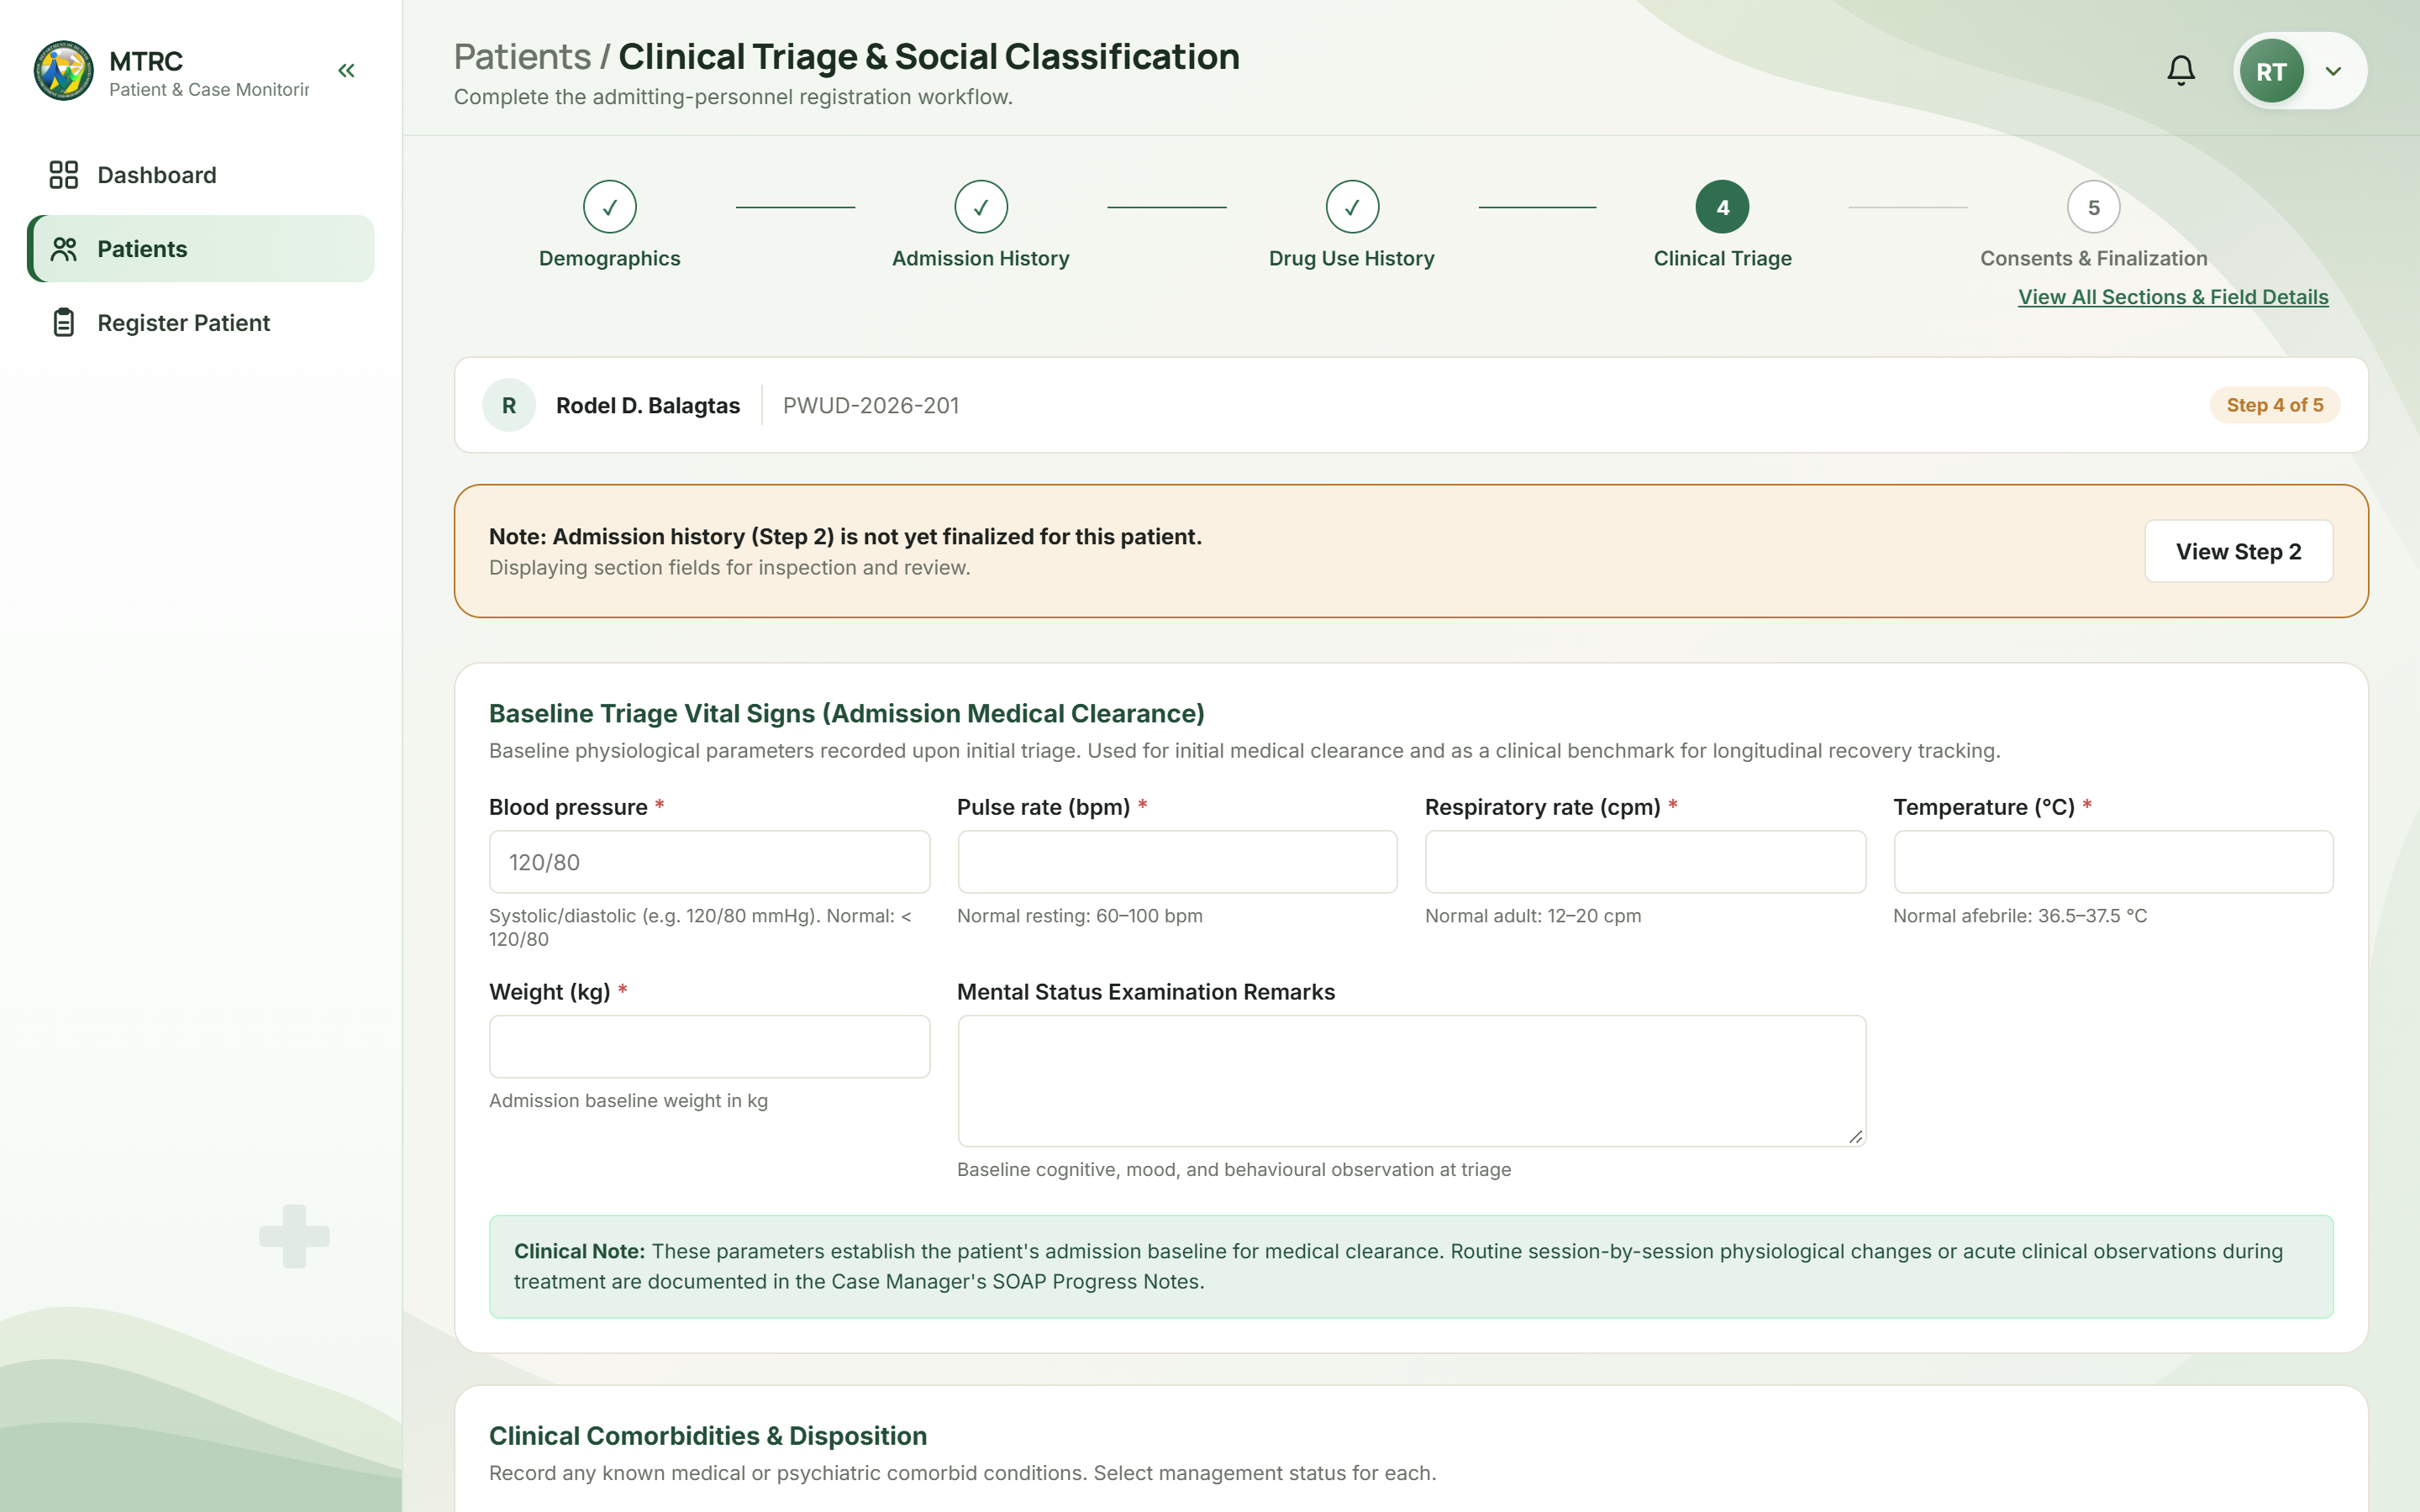 MTRC
Patient & Case Monitorir
Dashboard
Patients
Register Patient
Patients / Clinical Triage & Social Classification
Complete the admitting-personnel registration workflow.
RT
✓
✓
✓
4
5
Demographics
Admission History
Drug Use History
Clinical Triage
Consents & Finalization
View All Sections & Field Details
R
Rodel D. Balagtas
PWUD-2026-201
Step 4 of 5
Note: Admission history (Step 2) is not yet finalized for this patient.
Displaying section fields for inspection and review.
View Step 2
Baseline Triage Vital Signs (Admission Medical Clearance)
Baseline physiological parameters recorded upon initial triage. Used for initial medical clearance and as a clinical benchmark for longitudinal recovery tracking.
Blood pressure *
120/80
Systolic/diastolic (e.g. 120/80 mmHg). Normal: <
120/80
Pulse rate (bpm) *
Normal resting: 60–100 bpm
Respiratory rate (cpm) *
Normal adult: 12–20 cpm
Temperature (°C) *
Normal afebrile: 36.5–37.5 °C
Weight (kg) *
Admission baseline weight in kg
Mental Status Examination Remarks
Baseline cognitive, mood, and behavioural observation at triage
Clinical Note: These parameters establish the patient's admission baseline for medical clearance. Routine session-by-session physiological changes or acute clinical observations during
treatment are documented in the Case Manager's SOAP Progress Notes.
Clinical Comorbidities & Disposition
Record any known medical or psychiatric comorbid conditions. Select management status for each.